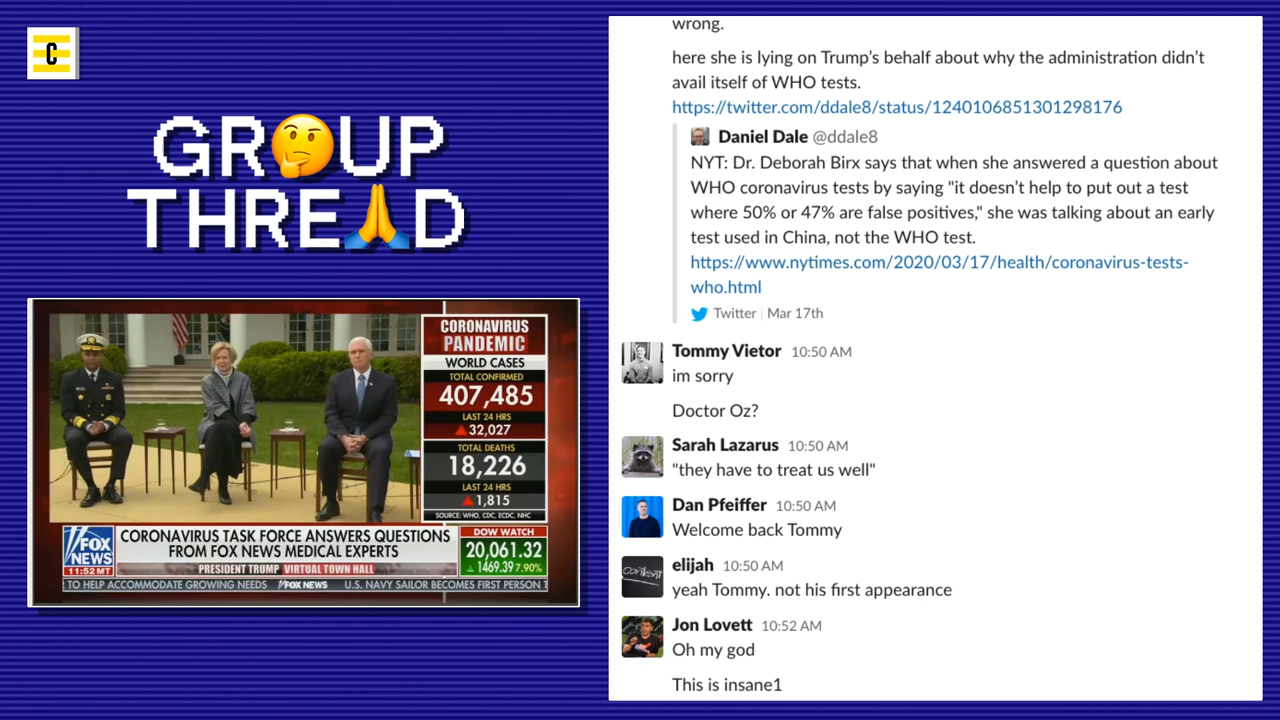 C
GR🤔UP
THRE🙏D
CORONAVIRUS
PANDEMIC
WORLD CASES
TOTAL CONFIRMED
407,485
LAST 24 HRS
32,027
TOTAL DEATHS
18,226
LAST 24 HRS
1,815
SOURCE: WHO, CDC, ECDC, NHC
FOX
NEWS
11:52 MT
CORONAVIRUS TASK FORCE ANSWERS QUESTIONS
FROM FOX NEWS MEDICAL EXPERTS
PRESIDENT TRUMP VIRTUAL TOWN HALL
DOW WATCH
20,061.32
1469.39 7.90%
: TO HELP ACCOMMODATE GROWING NEEDS FOX NEWS U.S. NAVY SAILOR BECOMES FIRST PERSON
wrong.
here she is lying on Trump’s behalf about why the administration didn’t
avail itself of WHO tests.
https://twitter.com/ddale8/status/1240106851301298176
Daniel Dale @ddale8
NYT: Dr. Deborah Birx says that when she answered a question about
WHO coronavirus tests by saying "it doesn’t help to put out a test
where 50% or 47% are false positives," she was talking about an early
test used in China, not the WHO test.
https://www.nytimes.com/2020/03/17/health/coronavirus-tests-
who.html
Twitter | Mar 17th
Tommy Vietor 10:50 AM
im sorry
Doctor Oz?
Sarah Lazarus 10:50 AM
"they have to treat us well"
Dan Pfeiffer 10:50 AM
Welcome back Tommy
content
elijah 10:50 AM
yeah Tommy. not his first appearance
Jon Lovett 10:52 AM
Oh my god
This is insane1